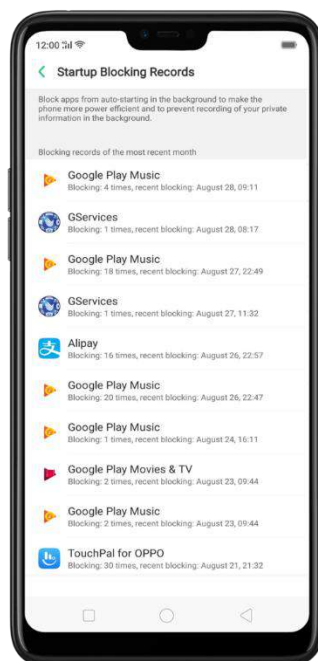 12:00
Startup Blocking Records
Block apps from auto-starting in the background to make the
phone more power efficient and to prevent recording of your private
information in the background.
Blocking records of the most recent month
Google Play Music
Blocking: 4 times, recent blocking: August 28, 09:11
GServices
Blocking: 1 times, recent blocking: August 28, 08:17
Google Play Music
Blocking: 18 times, recent blocking: August 27, 22:49
GServices
Blocking: 1 times, recent blocking: August 27, 11:32
Alipay
Blocking: 16 times, recent blocking: August 26, 22:57
Google Play Music
Blocking: 20 times, recent blocking: August 26, 22:47
Google Play Music
Blocking: 1 times, recent blocking: August 24, 16:11
Google Play Movies & TV
Blocking: 2 times, recent blocking: August 23, 09:44
Google Play Music
Blocking: 2 times, recent blocking: August 23, 09:44
TouchPal for OPPO
Blocking: 30 times, recent blocking: August 21, 21:32